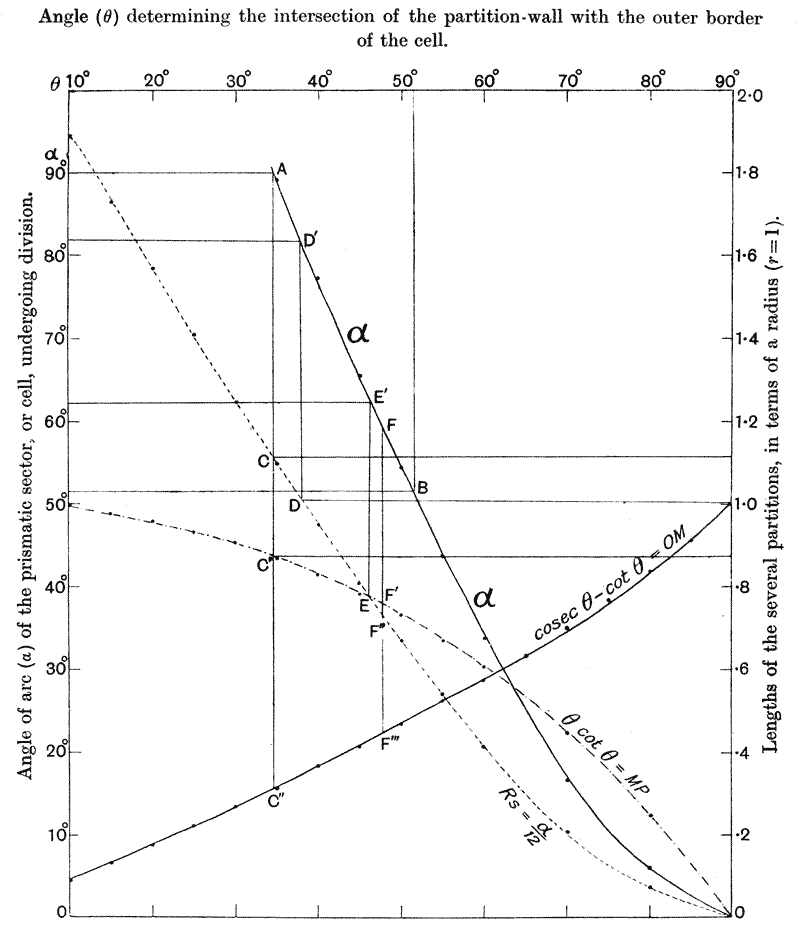 Angle (θ) determining the intersection of the partition-wall with the outer border
of the cell.
θ 10° 20° 30° 40° 50° 60° 70° 80° 90°
2·0
α
90°
A
1·8
D′
80°
1·6
70°
α
1·4
E′
60°
F
1·2
C
B
50°
D
1·0
C′
cosec θ–cot θ = OM
40°
E
F′
·8
F″
α
30°
·6
θ cot θ = MP
20°
F‴
·4
C″
Rs = α/12
10°
·2
0
0
Angle of arc (α) of the prismatic sector, or cell, undergoing division.
Lengths of the several partitions, in terms of a radius (r = 1).